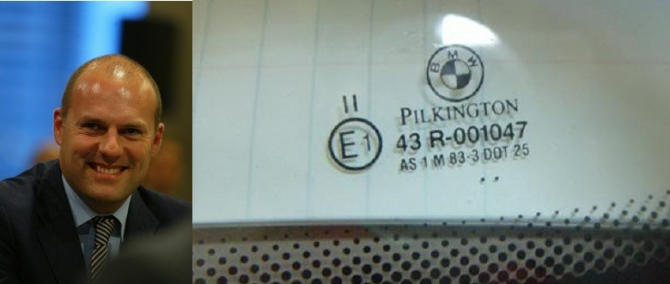 BMW
II
PILKINGTON
E1
43 R-001047
AS 1 M 83-3 DOT 25